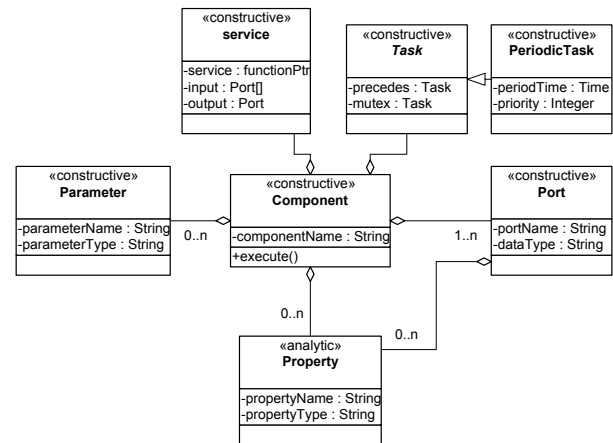 «constructive»
service
-service : functionPtr
-input : Port[]
-output : Port
«constructive»
Task
-precedes : Task
-mutex : Task
«constructive»
PeriodicTask
-periodTime : Time
-priority : Integer
«constructive»
Parameter
-parameterName : String
-parameterType : String
0..n
«constructive»
Component
-componentName : String
+execute()
1..n
«constructive»
Port
-portName : String
-dataType : String
0..n
0..n
«analytic»
Property
-propertyName : String
-propertyType : String